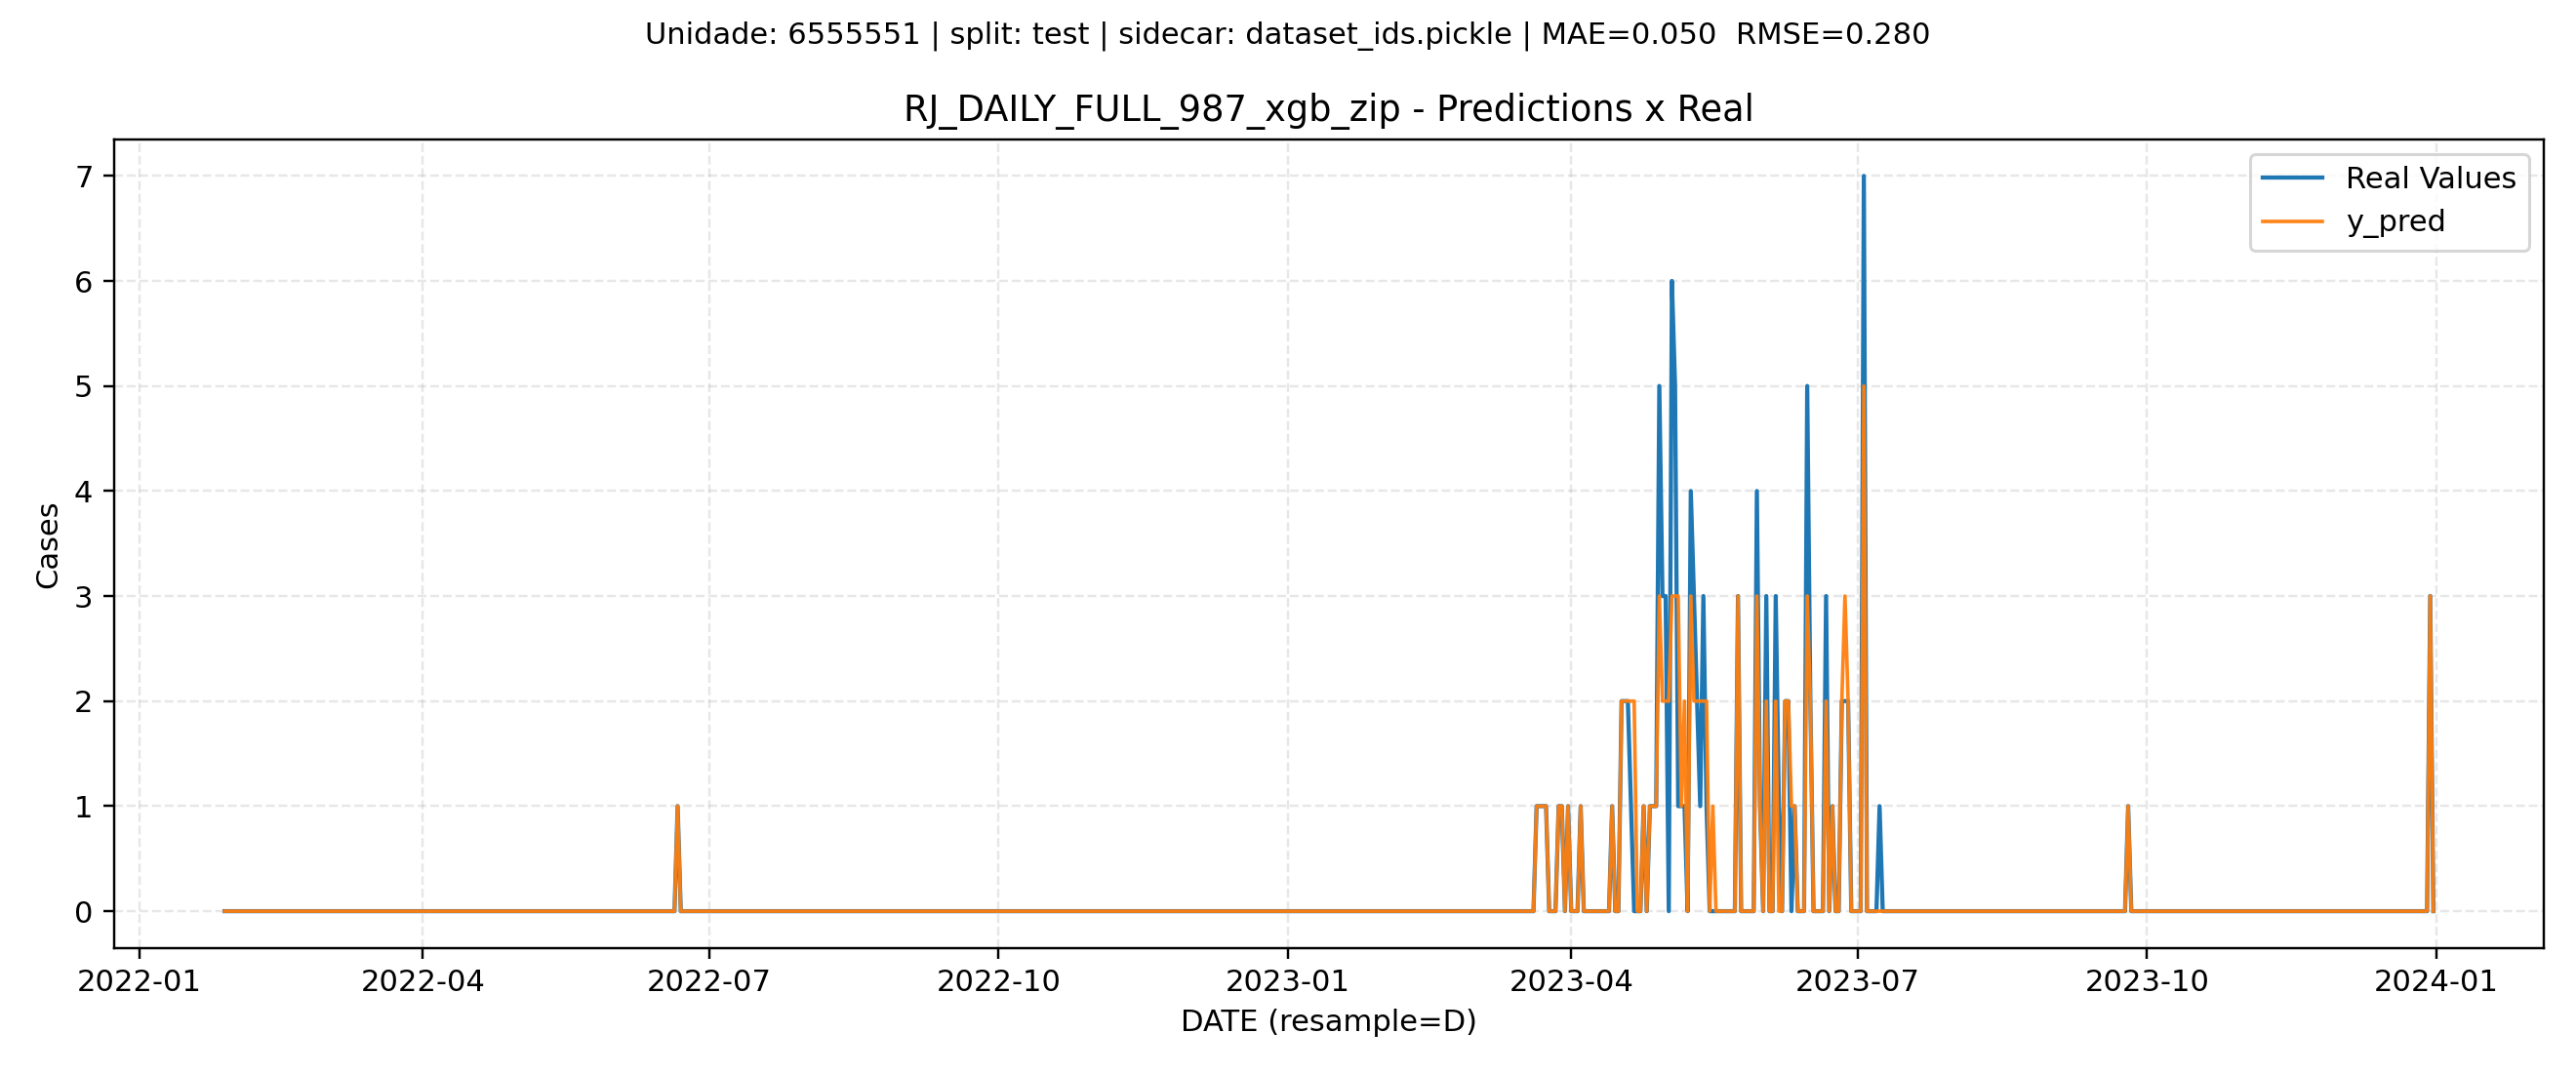 Unidade: 6555551 | split: test | sidecar: dataset_ids.pickle | MAE=0.050  RMSE=0.280
RJ_DAILY_FULL_987_xgb_zip - Predictions x Real
Real Values
y_pred
7
6
5
4
3
2
1
0
Cases
2022-01
2022-04
2022-07
2022-10
2023-01
2023-04
2023-07
2023-10
2024-01
DATE (resample=D)